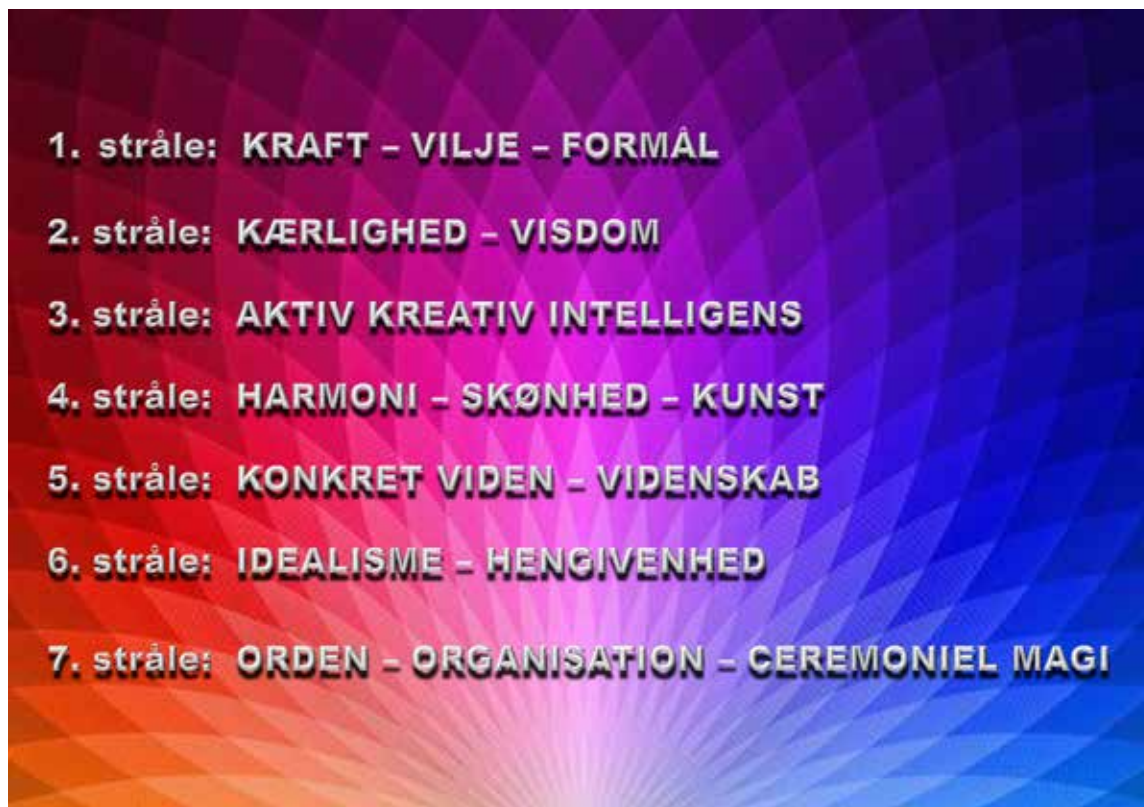 1. stråle: KRAFT – VILJE – FORMÅL
2. stråle: KÆRLIGHED – VISDOM
3. stråle: AKTIV KREATIV INTELLIGENS
4. stråle: HARMONI – SKØNHED – KUNST
5. stråle: KONKRET VIDEN – VIDENSKAB
6. stråle: IDEALISME – HENGIVENHED
7. stråle: ORDEN – ORGANISATION – CEREMONIEL MAGI